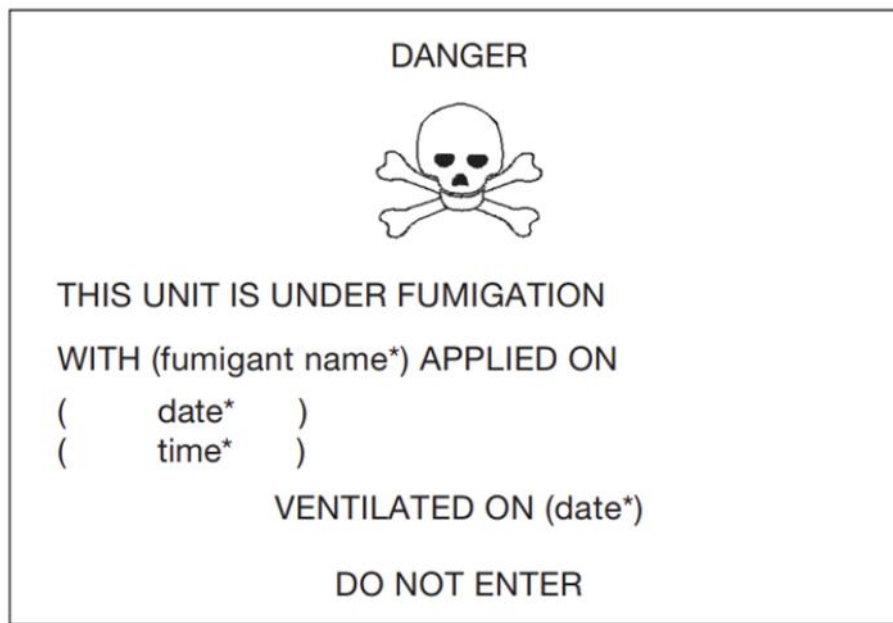 DANGER
THIS UNIT IS UNDER FUMIGATION
WITH (fumigant name*) APPLIED ON
( date* )
( time* )
VENTILATED ON (date*)
DO NOT ENTER